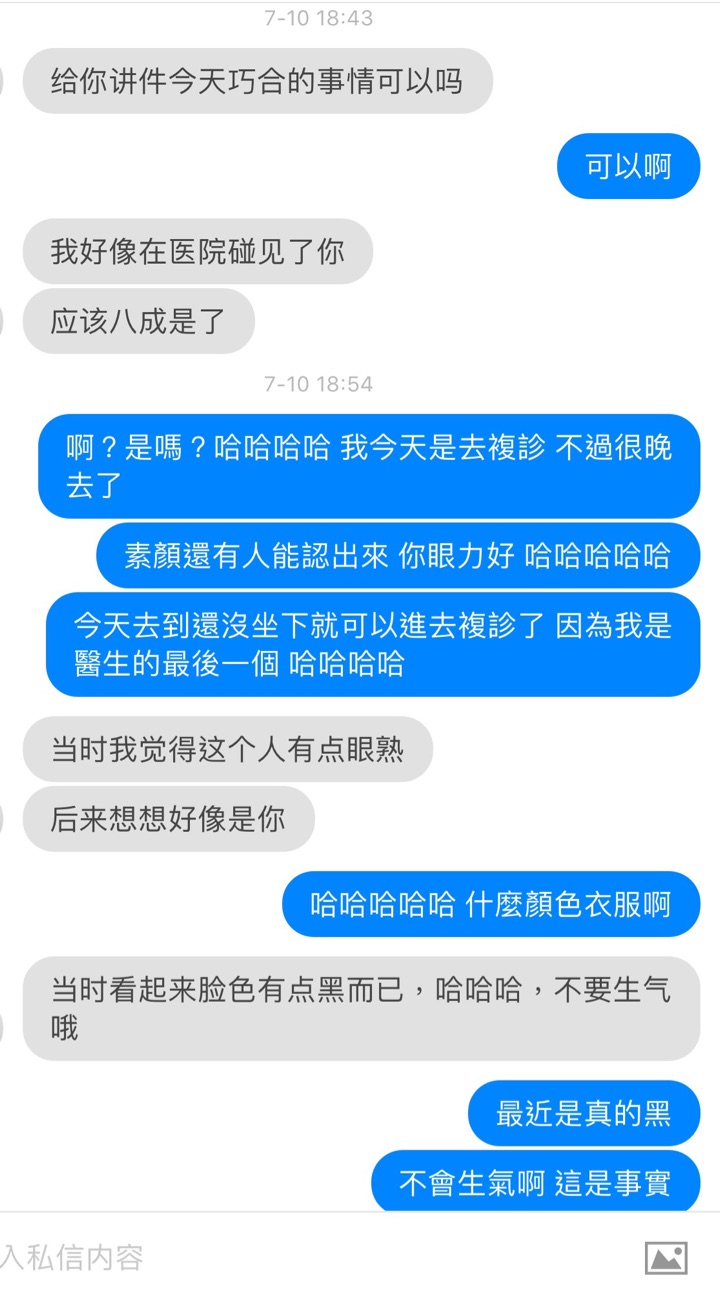 7-10 18:43
给你讲件今天巧合的事情可以吗
可以啊
我好像在医院碰见了你
应该八成是了
7-10 18:54
啊？是嗎？哈哈哈哈 我今天是去複診 不過很晚
去了
素顏還有人能認出來 你眼力好 哈哈哈哈哈
今天去到還沒坐下就可以進去複診了 因為我是
醫生的最後一個 哈哈哈哈
当时我觉得这个人有点眼熟
后来想想好像是你
哈哈哈哈哈 什麼顏色衣服啊
当时看起来脸色有点黑而已，哈哈哈，不要生气
哦
最近是真的黑
不會生氣啊 這是事實
入私信内容